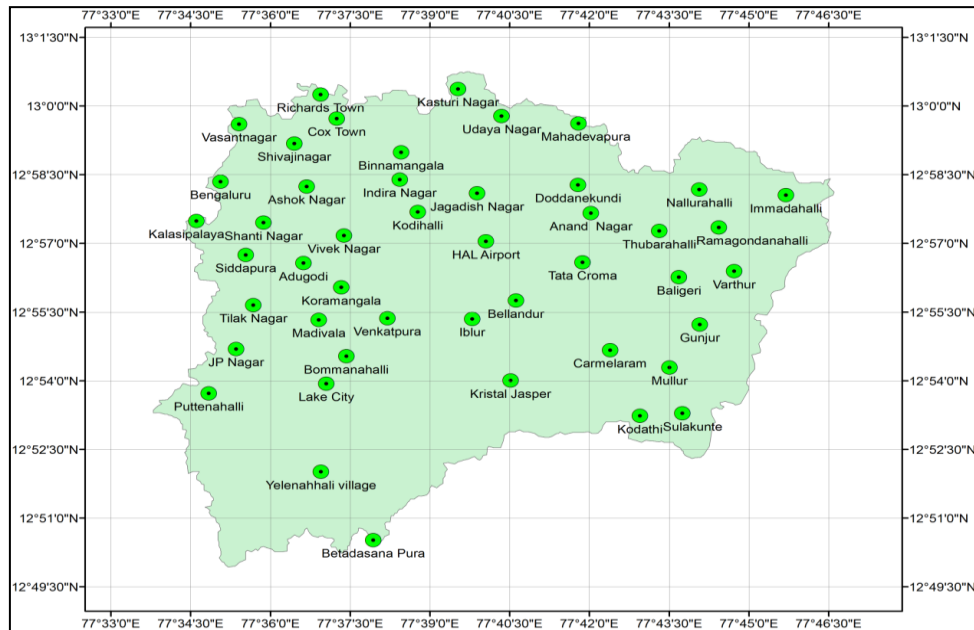 77°33'0"E 77°34'30"E 77°36'0"E 77°37'30"E 77°39'0"E 77°40'30"E 77°42'0"E 77°43'30"E 77°45'0"E 77°46'30"E
13°1'30"N 13°1'30"N
13°0'0"N 13°0'0"N
Richards Town
Kasturi Nagar
Cox Town
Udaya Nagar
Vasantnagar
Mahadevapura
Shivajinagar
Binnamangala
12°58'30"N 12°58'30"N
Bengaluru
Ashok Nagar
Indira Nagar
Jagadish Nagar
Doddanekundi
Nallurahalli
Immadahalli
Kalasipalaya
Shanti Nagar
Kodihalli
Anand Nagar
Vivek Nagar
Thubarahalli
Ramagondanahalli
12°57'0"N 12°57'0"N
HAL Airport
Siddapura
Adugodi
Tata Croma
Baligeri
Varthur
Koramangala
Bellandur
12°55'30"N 12°55'30"N
Tilak Nagar
Madivala
Venkatpura
Iblur
Gunjur
JP Nagar
Bommanahalli
Carmelaram
12°54'0"N 12°54'0"N
Mullur
Lake City
Kristal Jasper
Puttenahalli
Kodathi
Sulakunte
12°52'30"N 12°52'30"N
Yelenahhali village
12°51'0"N 12°51'0"N
Betadasana Pura
12°49'30"N 12°49'30"N
77°33'0"E 77°34'30"E 77°36'0"E 77°37'30"E 77°39'0"E 77°40'30"E 77°42'0"E 77°43'30"E 77°45'0"E 77°46'30"E